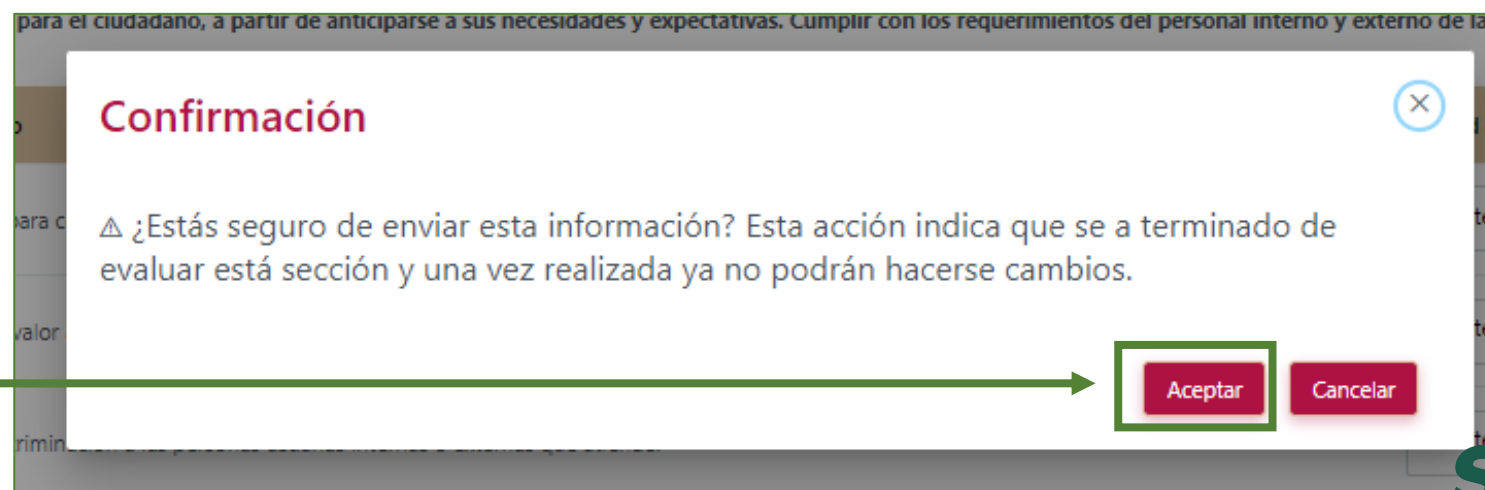 para el ciudadano, a partir de anticiparse a sus necesidades y expectativas. Cumplir con los requerimientos del personal interno y externo de la
Confirmación
para c
⚠ ¿Estás seguro de enviar esta información? Esta acción indica que se a terminado de
evaluar está sección y una vez realizada ya no podrán hacerse cambios.
valor
Aceptar Cancelar